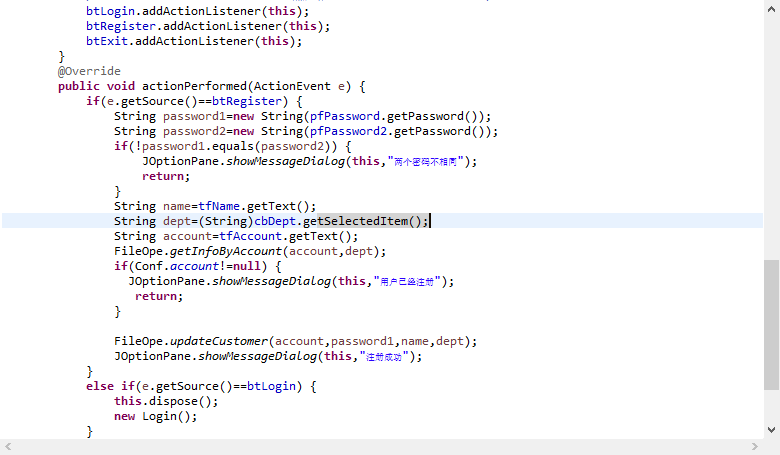 btLogin.addActionListener(this);
btRegister.addActionListener(this);
btExit.addActionListener(this);
}
@Override
public void actionPerformed(ActionEvent e) {
if(e.getSource()==btRegister) {
String password1=new String(pfPassword.getPassword());
String password2=new String(pfPassword2.getPassword());
if(!password1.equals(password2)) {
JOptionPane.showMessageDialog(this,"两个密码不相同");
return;
}
String name=tfName.getText();
String dept=(String)cbDept.getSelectedItem();
String account=tfAccount.getText();
FileOpe.getInfoByAccount(account,dept);
if(Conf.account!=null) {
JOptionPane.showMessageDialog(this,"用户已经注册");
return;
}
FileOpe.updateCustomer(account,password1,name,dept);
JOptionPane.showMessageDialog(this,"注册成功");
}
else if(e.getSource()==btLogin) {
this.dispose();
new Login();
}